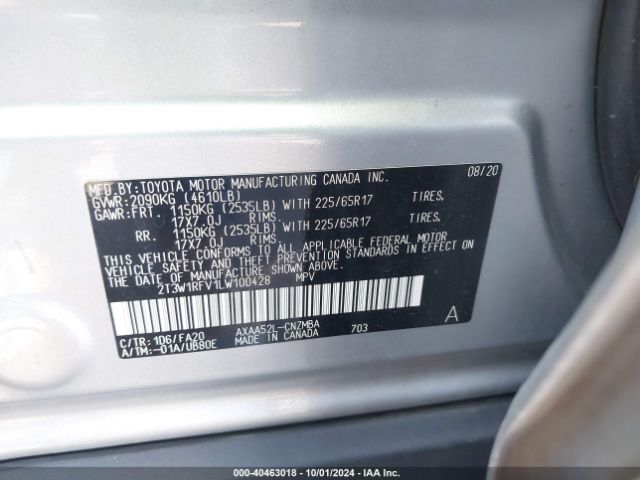 MFD.BY:TOYOTA MOTOR MANUFACTURING CANADA INC. 08/20
GVWR:2090KG (4610LB)
GAWR:FRT. 1150KG (2535LB) WITH 225/65R17 TIRES,
17X7.0J RIMS.
RR. 1150KG (2535LB) WITH 225/65R17 TIRES,
17X7.0J RIMS.
THIS VEHICLE CONFORMS TO ALL APPLICABLE FEDERAL MOTOR
VEHICLE SAFETY AND THEFT PREVENTION STANDARDS IN EFFECT ON
THE DATE OF MANUFACTURE SHOWN ABOVE.
2T3W1RFV1LW100428 MPV
A
C/TR:1D6/FA20 AXAA52L-CNZMBA 703
A/TM:-01A/UB80E MADE IN CANADA
000-40463018 - 10/01/2024 - IAA Inc.